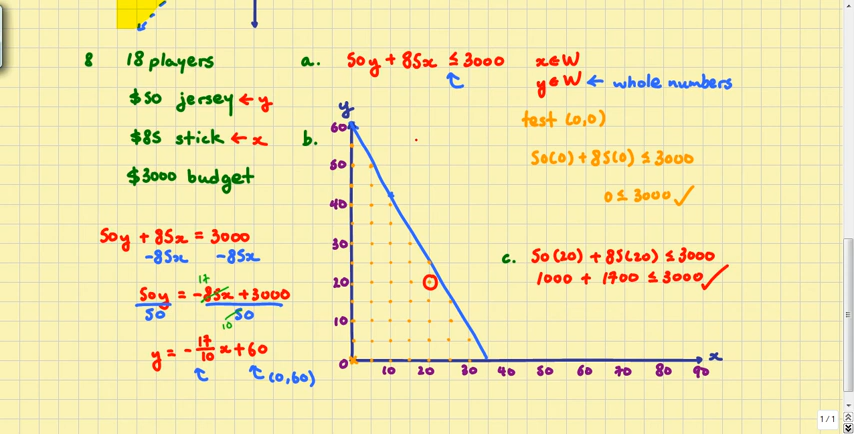 8 18 players
$50 jersey ← y
$85 stick ← x
$3000 budget
50y + 85x = 3000
-85x -85x
17
50y = -85x + 3000
50 50
10
y = -17/10 x + 60
(0,60)
a. 50y + 85x ≤ 3000 x∈W
y∈W ← whole numbers
test (0,0)
50(0) + 85(0) ≤ 3000
0 ≤ 3000 ✓
b.
y
60
50
40
30
20
10
0
10 20 30 40 50 60 70 80 90
x
c. 50(20) + 85(20) ≤ 3000
1000 + 1700 ≤ 3000 ✓
1/1